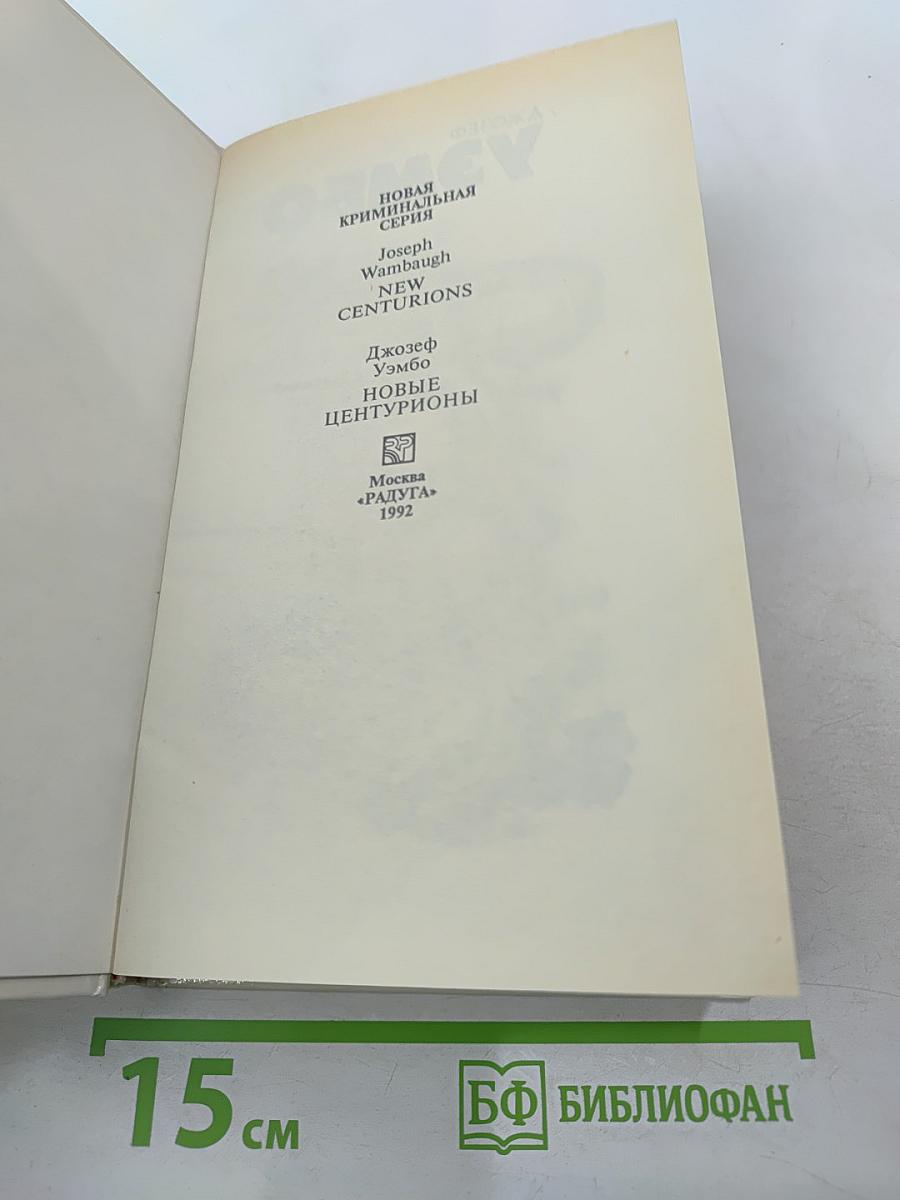 НОВАЯ
КРИМИНАЛЬНАЯ
СЕРИЯ
Joseph
Wambaugh
NEW
CENTURIONS
Джозеф
Уэмбо
НОВЫЕ
ЦЕНТУРИОНЫ
Москва
«РАДУГА»
1992
15 см
БФ БИБЛИОФАН